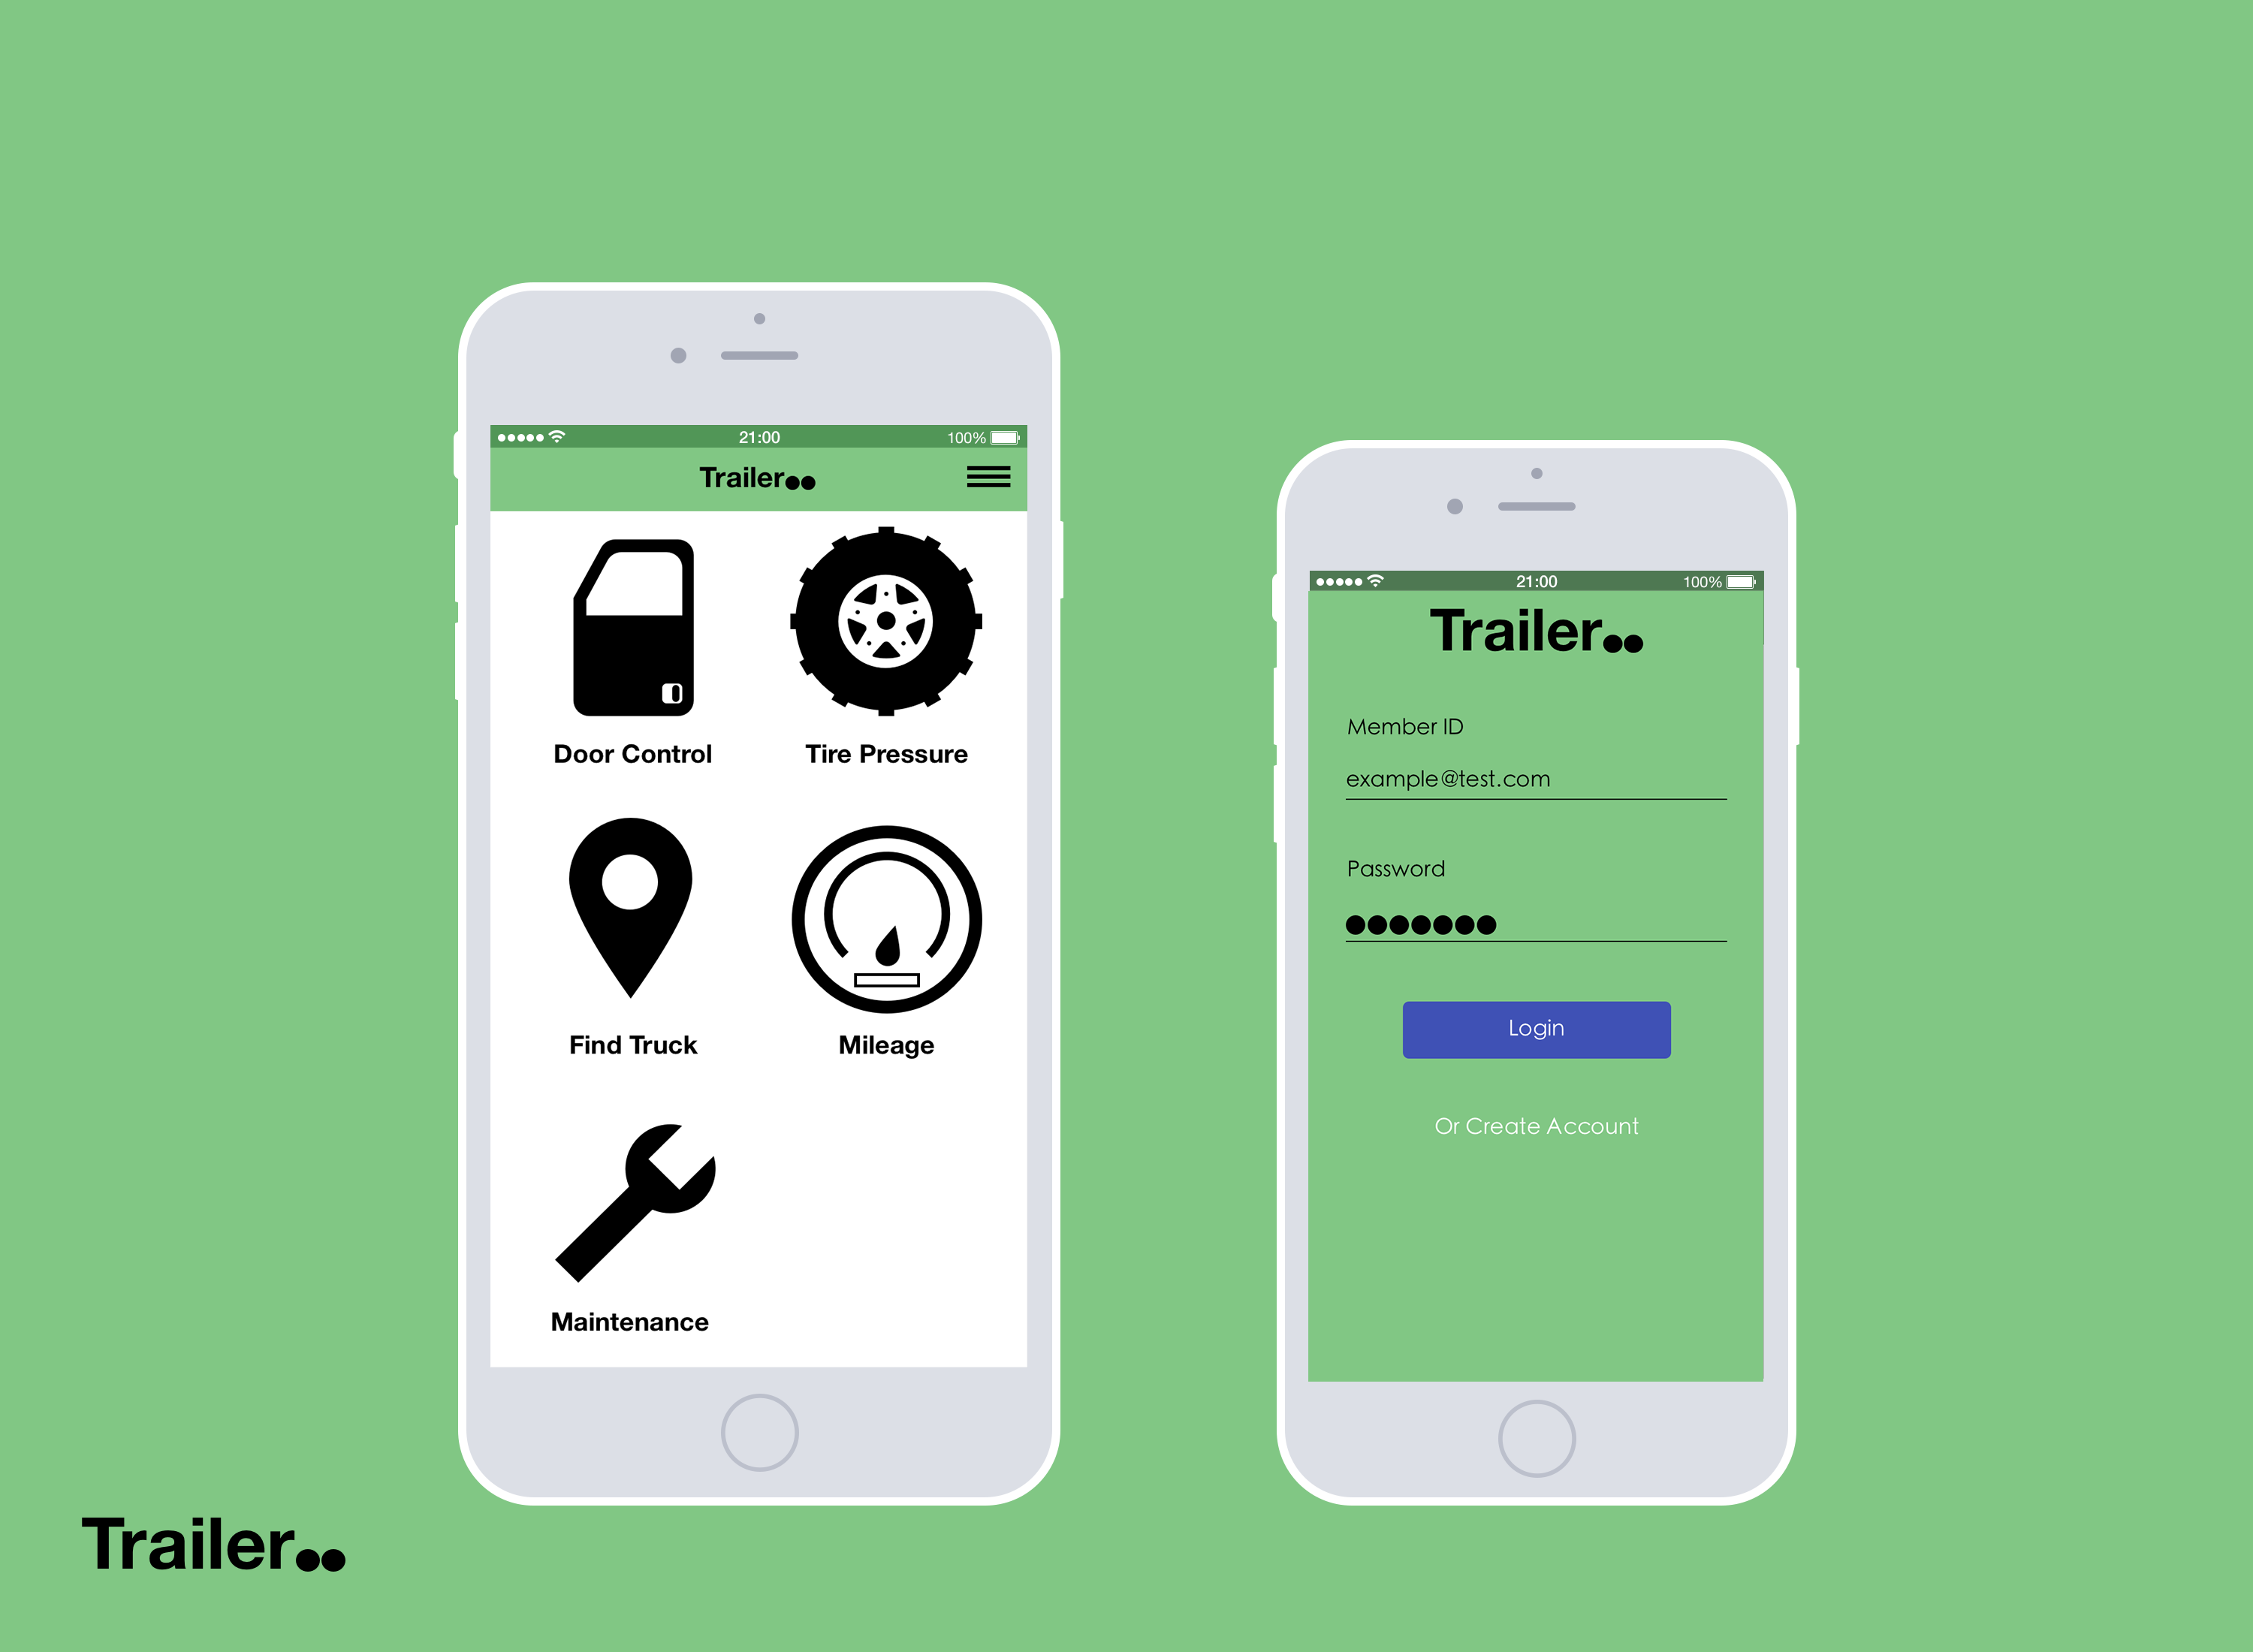 21:00 100%
Trailer
Door Control Tire Pressure
Find Truck Mileage
Maintenance
21:00 100%
Trailer
Member ID
example@test.com
Password
Login
Or Create Account
Trailer